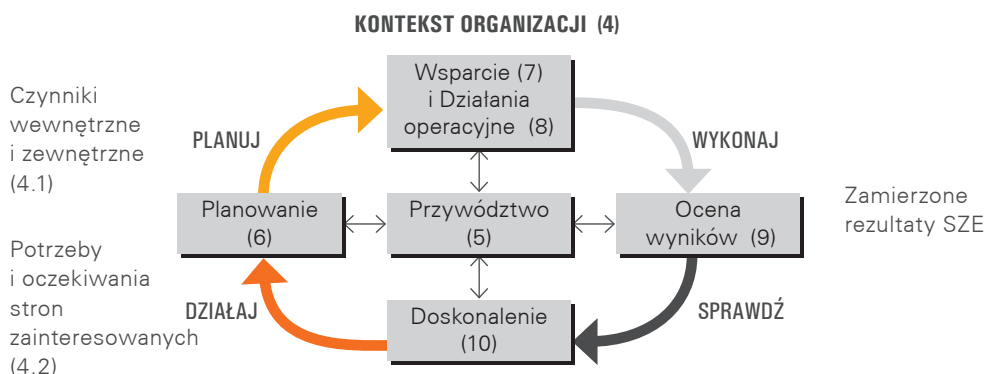 KONTEKST ORGANIZACJI (4)
Czynniki
wewnętrzne
i zewnętrzne
(4.1)
Potrzeby
i oczekiwania
stron
zainteresowanych
(4.2)
PLANUJ
Wsparcie (7)
i Działania
operacyjne (8)
WYKONAJ
Planowanie
(6)
Przywództwo
(5)
Ocena
wyników (9)
Zamierzone
rezultaty SZE
DZIAŁAJ
Doskonalenie
(10)
SPRAWDŹ